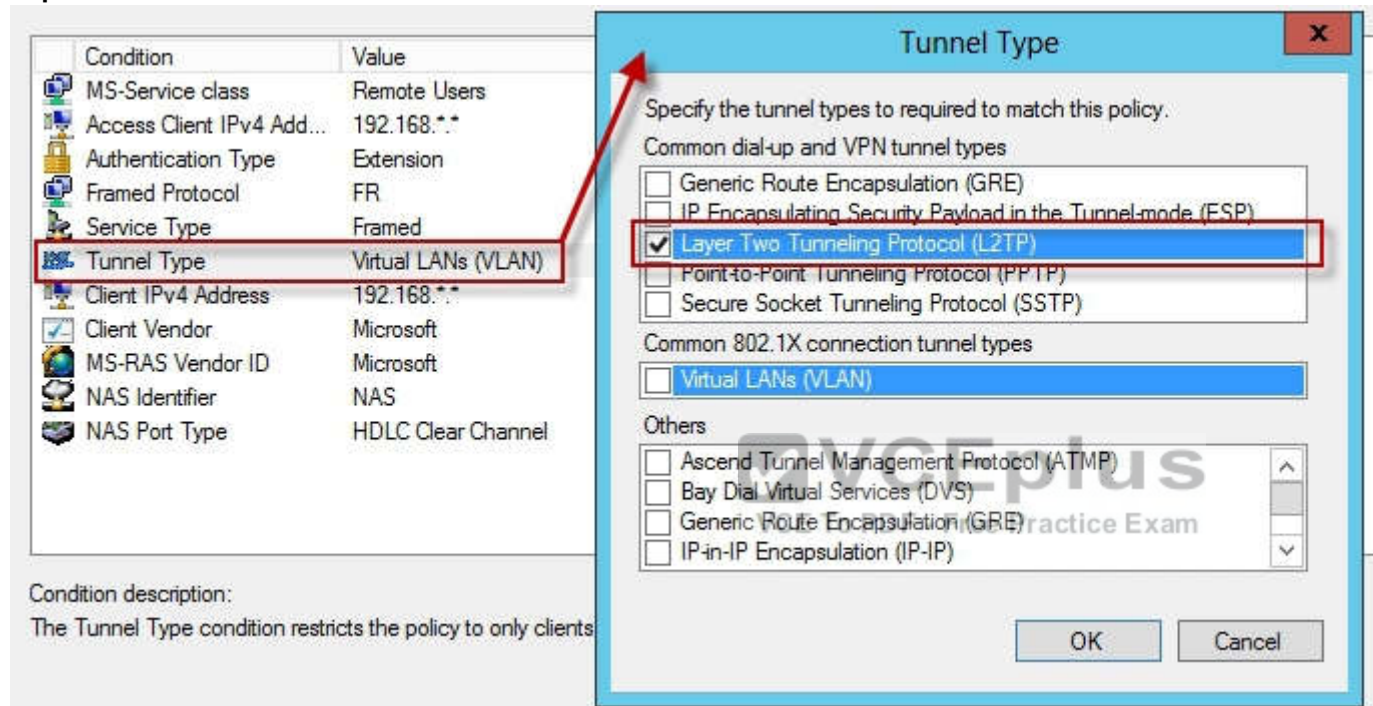 Condition Value
MS-Service class Remote Users
Access Client IPv4 Add... 192.168.*.*
Authentication Type Extension
Framed Protocol FR
Service Type Framed
Tunnel Type Virtual LANs (VLAN)
Client IPv4 Address 192.168.*.*
Client Vendor Microsoft
MS-RAS Vendor ID Microsoft
NAS Identifier NAS
NAS Port Type HDLC Clear Channel
Condition description:
The Tunnel Type condition restricts the policy to only clients
Tunnel Type
x
Specify the tunnel types to required to match this policy.
Common dial-up and VPN tunnel types
Generic Route Encapsulation (GRE)
IP Encapsulating Security Payload in the Tunnel-mode (ESP)
Layer Two Tunneling Protocol (L2TP)
Point-to-Point Tunneling Protocol (PPTP)
Secure Socket Tunneling Protocol (SSTP)
Common 802.1X connection tunnel types
Virtual LANs (VLAN)
Others
Ascend Tunnel Management Protocol (ATMP)
Bay Dial Virtual Services (DVS)
Generic Route Encapsulation (GRE)
IP-in-IP Encapsulation (IP-IP)
VCEplus
VCE To PDF - Free Practice Exam
OK Cancel